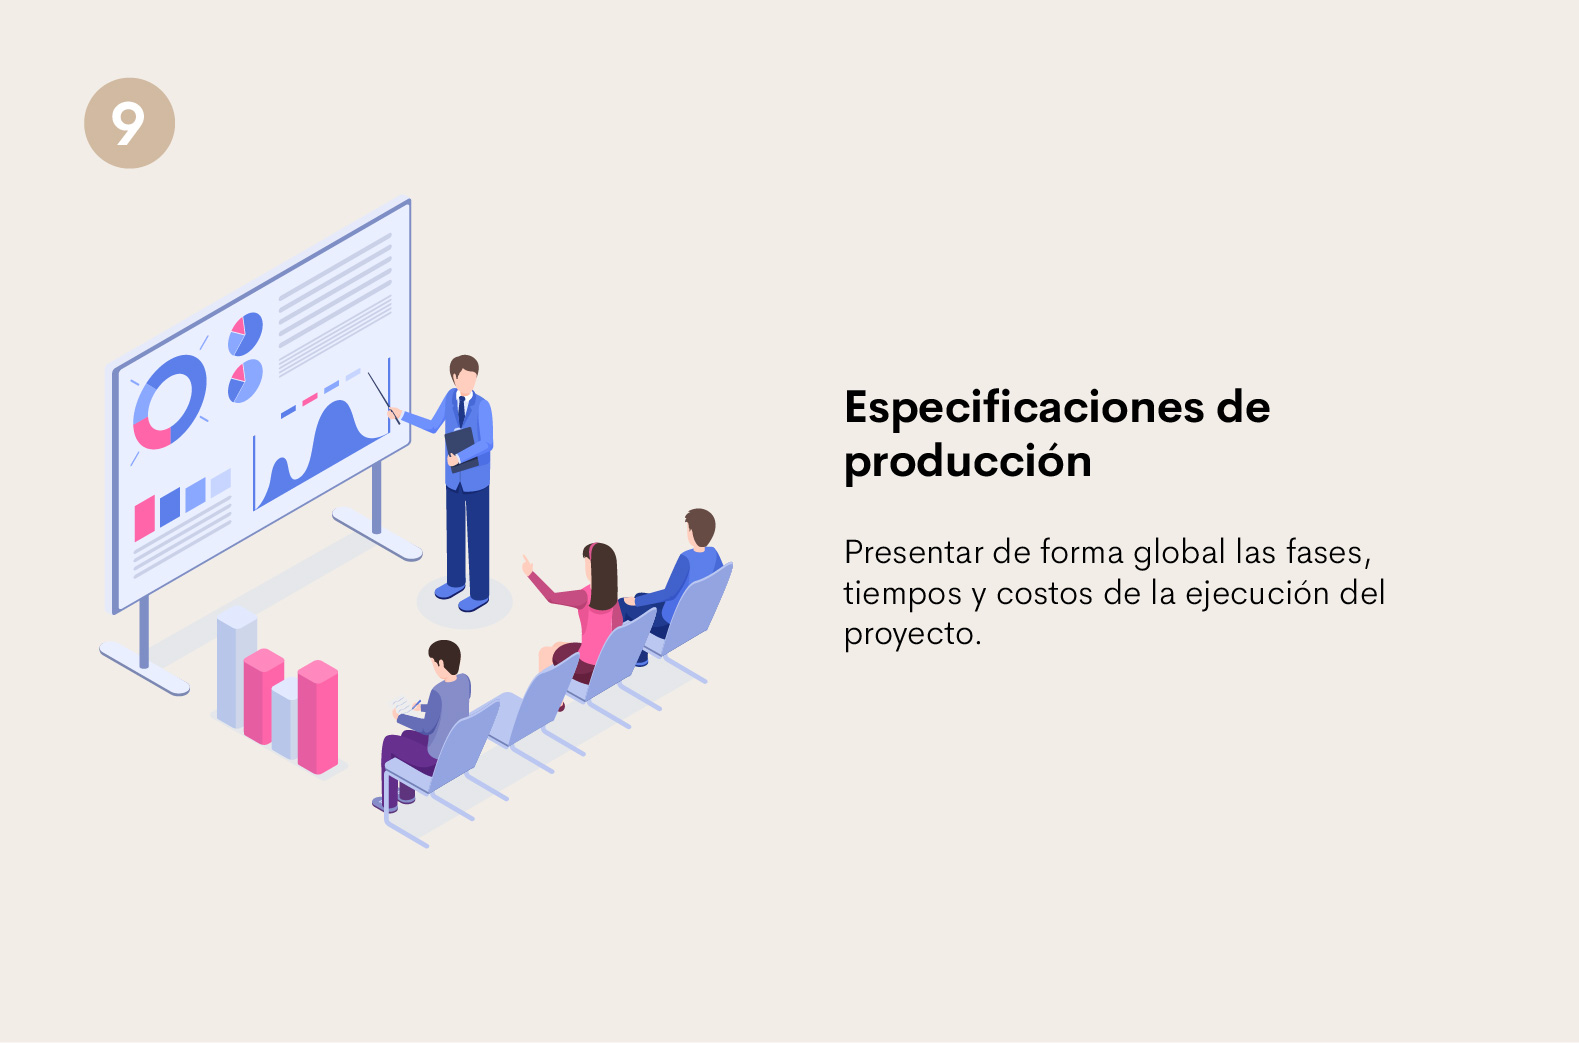 9
Especificaciones de
producción
Presentar de forma global las fases,
tiempos y costos de la ejecución del
proyecto.